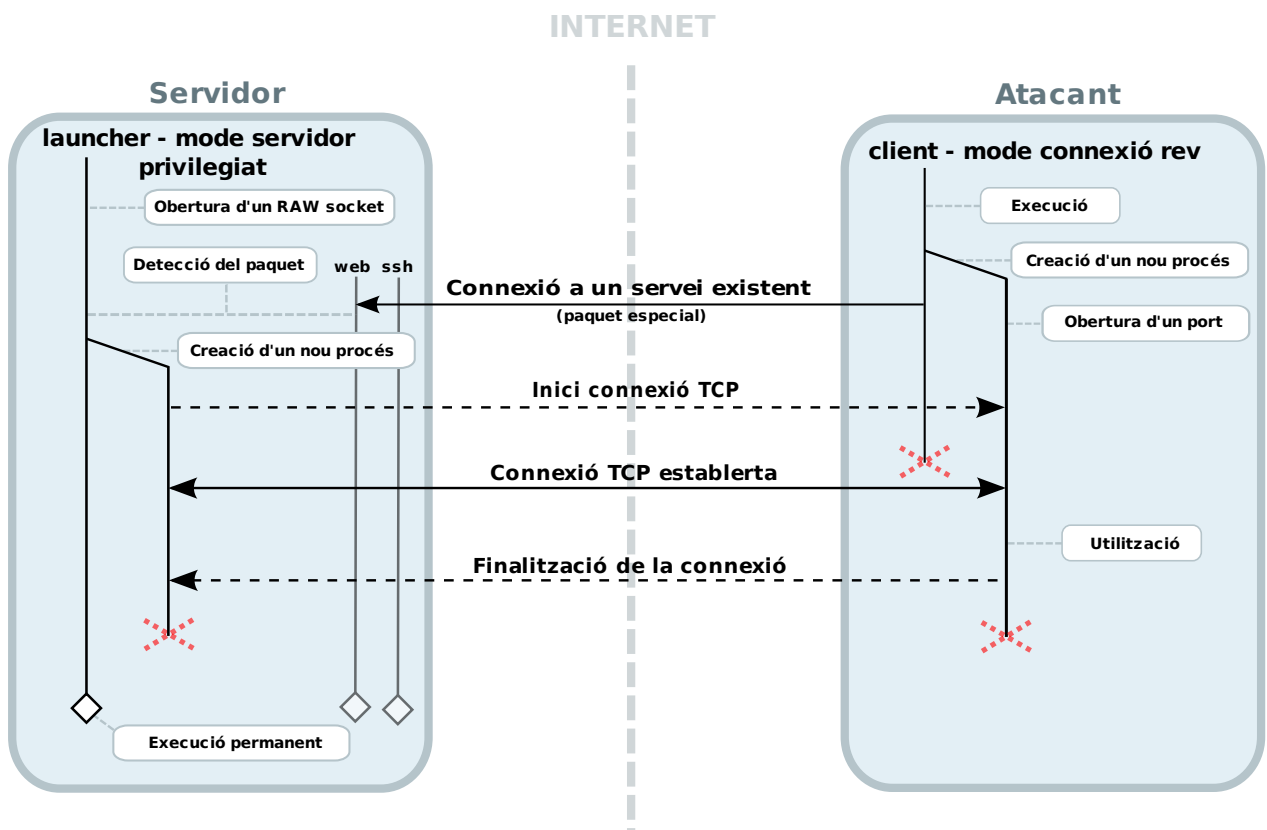 INTERNET
Servidor
Atacant
launcher - mode servidor
privilegiat
client - mode connexió rev
Obertura d'un RAW socket
Execució
Detecció del paquet
web ssh
Creació d'un nou procés
Connexió a un servei existent
(paquet especial)
Obertura d'un port
Creació d'un nou procés
Inici connexió TCP
Connexió TCP establerta
Utilització
Finalització de la connexió
Execució permanent